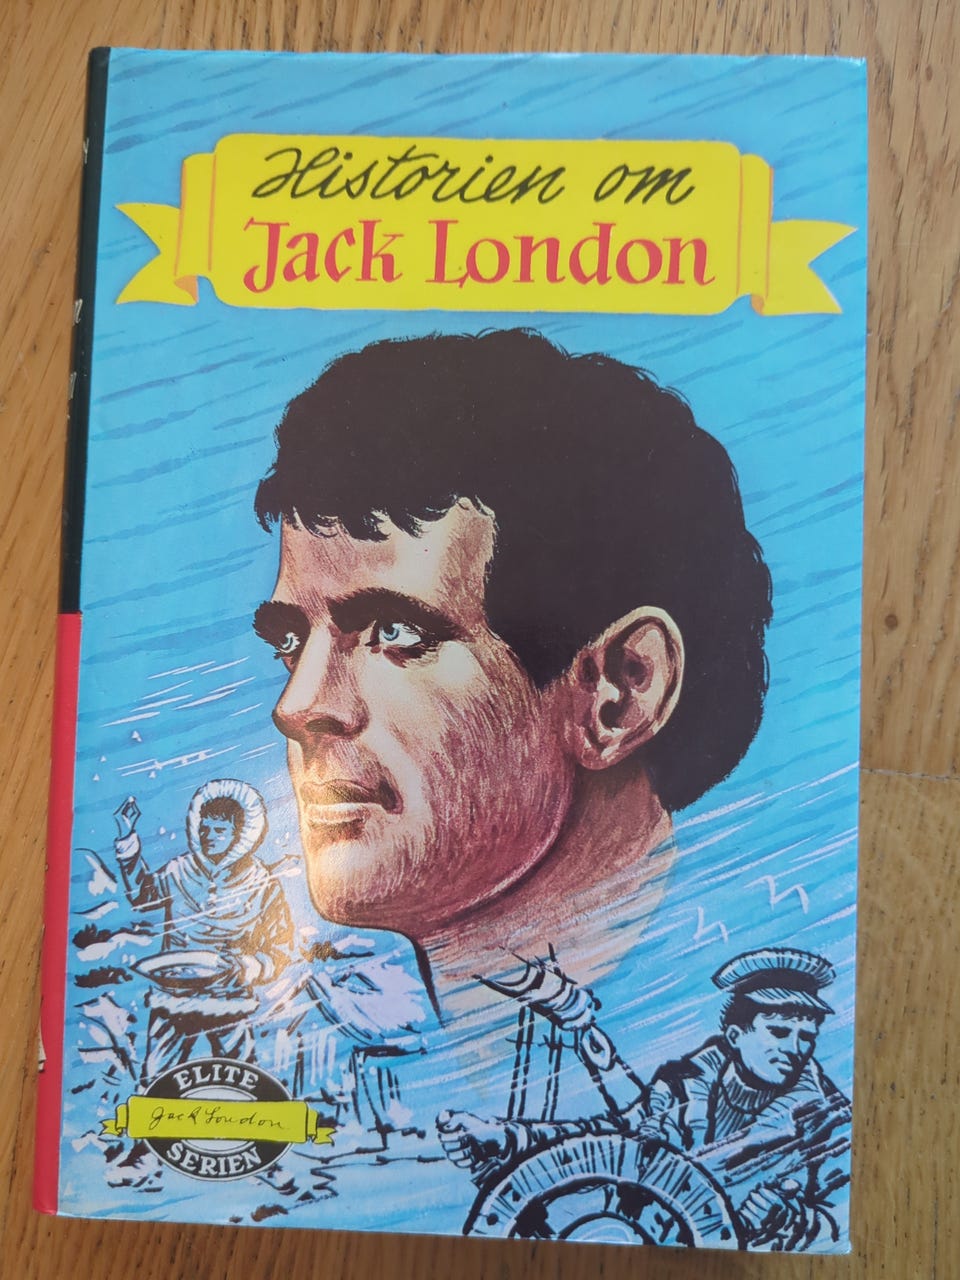 Historien om
Jack London
ELITE
Jack London
SERIEN